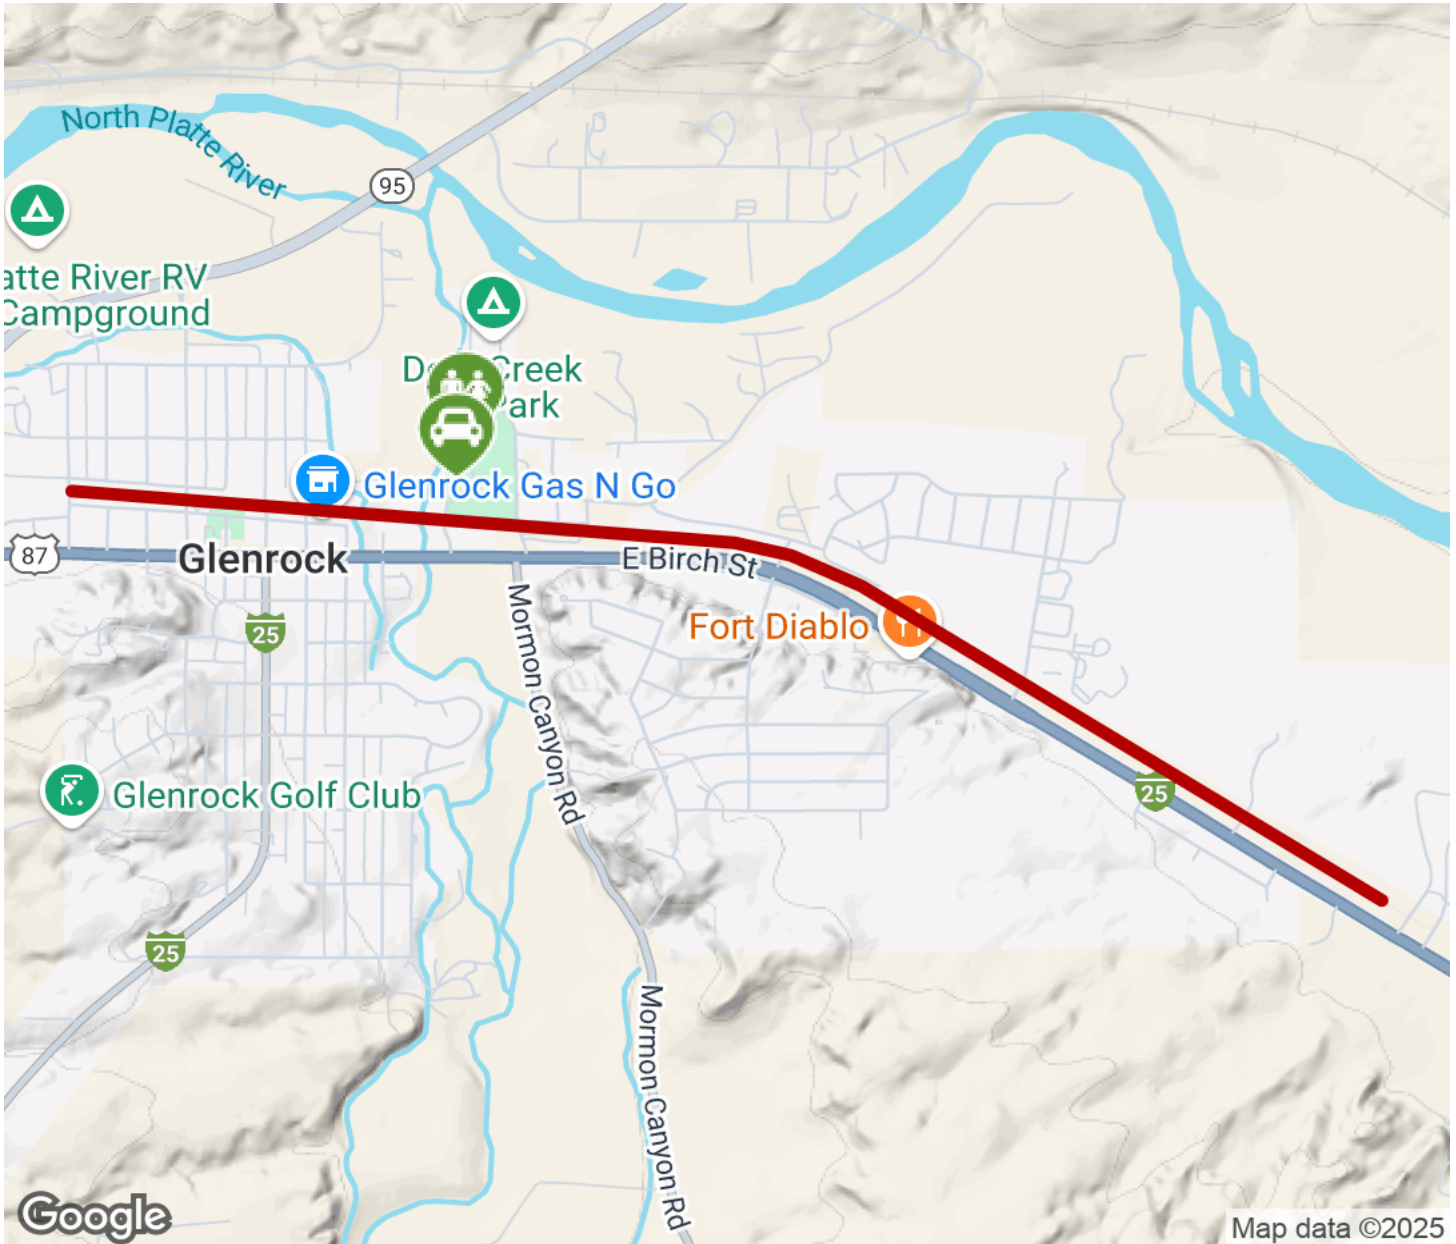 North Platte River
95
atte River RV
Campground
Creek
Park
Glenrock Gas N Go
87
Glenrock
E Birch St
25
Fort Diablo
Mormon Canyon Rd
Glenrock Golf Club
25
25
Mormon Canyon Rd
Google
Map data ©2025